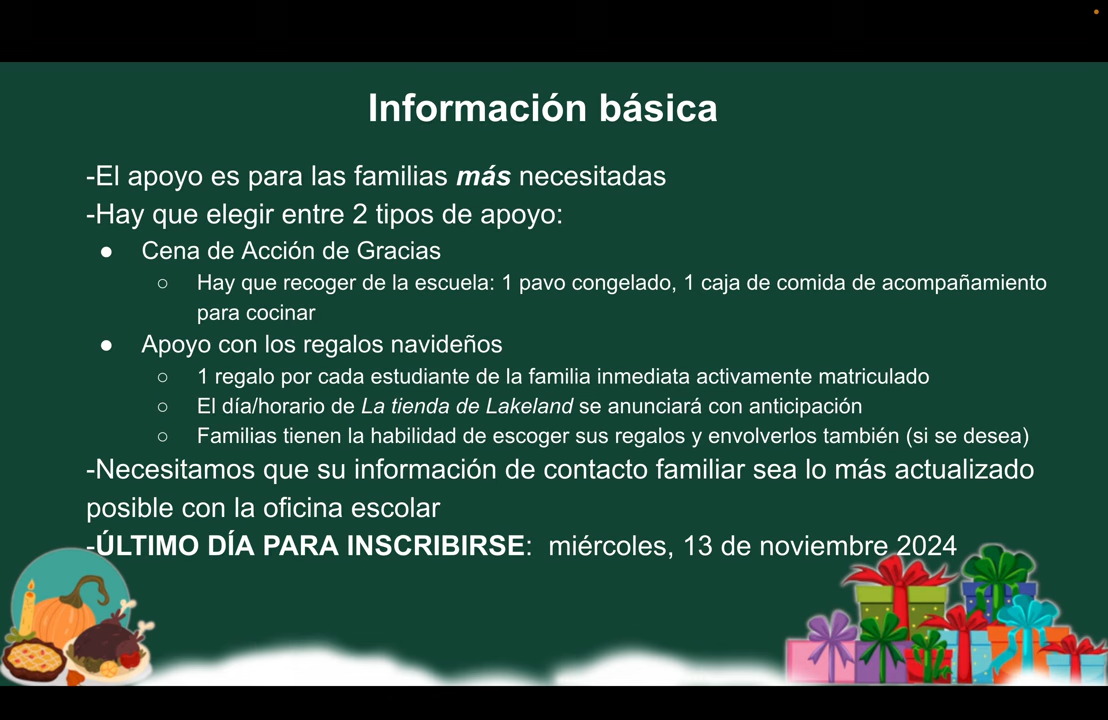 Información básica
-El apoyo es para las familias más necesitadas
-Hay que elegir entre 2 tipos de apoyo:
● Cena de Acción de Gracias
○ Hay que recoger de la escuela: 1 pavo congelado, 1 caja de comida de acompañamiento
para cocinar
● Apoyo con los regalos navideños
○ 1 regalo por cada estudiante de la familia inmediata activamente matriculado
○ El día/horario de La tienda de Lakeland se anunciará con anticipación
○ Familias tienen la habilidad de escoger sus regalos y envolverlos también (si se desea)
-Necesitamos que su información de contacto familiar sea lo más actualizado
posible con la oficina escolar
-ÚLTIMO DÍA PARA INSCRIBIRSE: miércoles, 13 de noviembre 2024